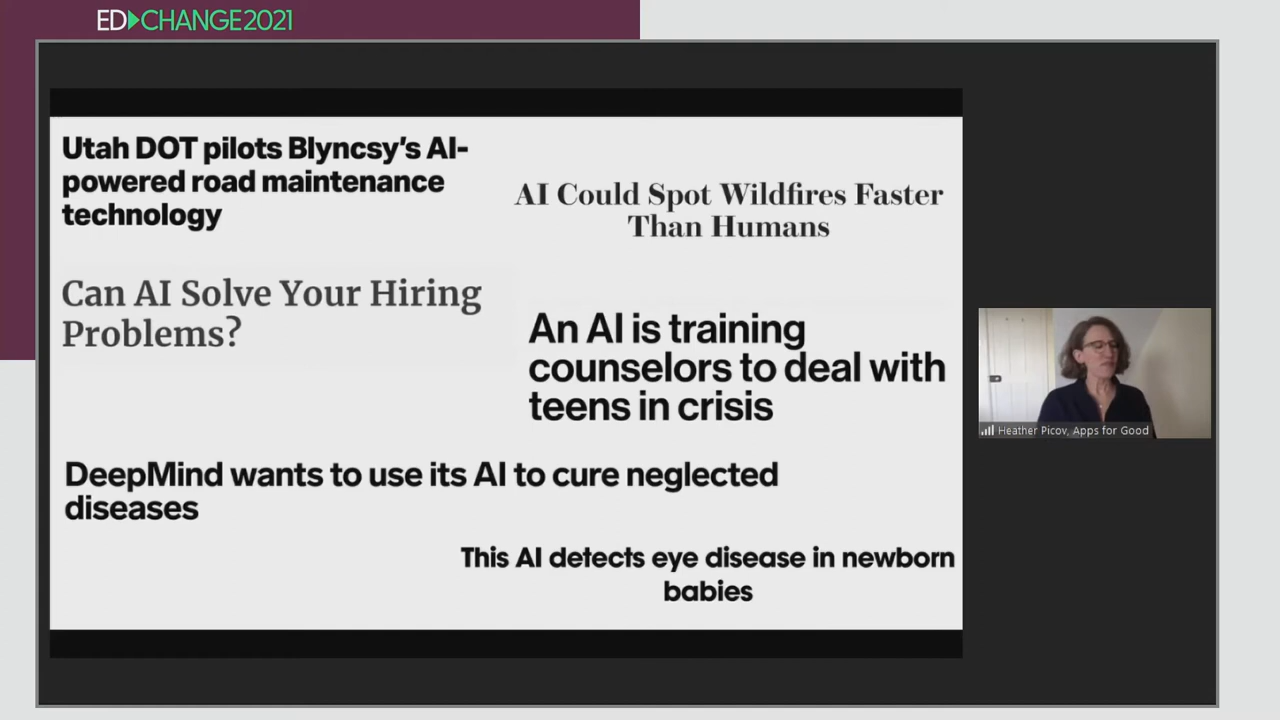 ED CHANGE2021
Utah DOT pilots Blyncsy's AI-
powered road maintenance
technology
AI Could Spot Wildfires Faster
Than Humans
Can AI Solve Your Hiring
Problems?
An AI is training
counselors to deal with
teens in crisis
DeepMind wants to use its AI to cure neglected
diseases
This AI detects eye disease in newborn
babies
Heather Picov, Apps for Good